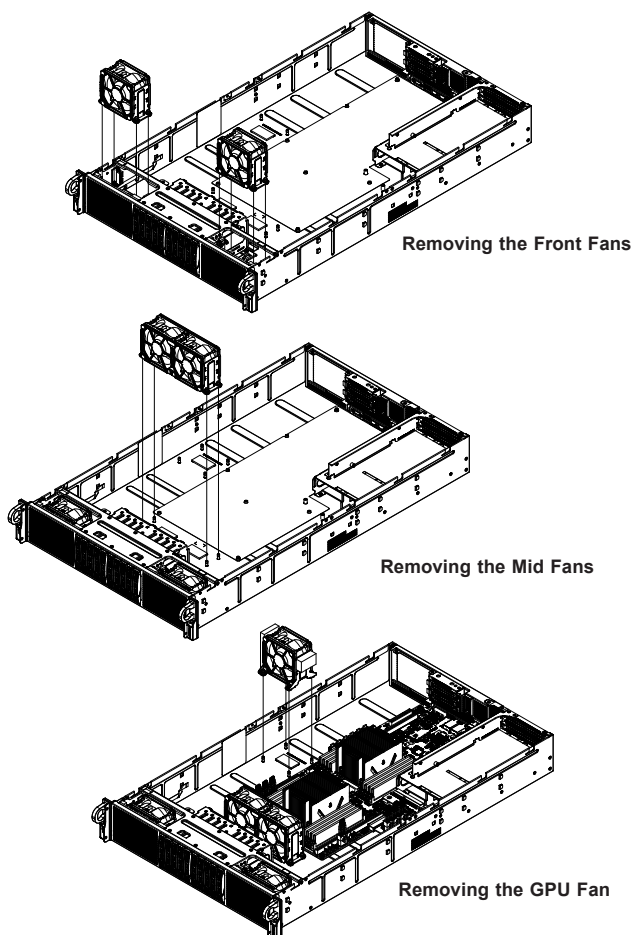 Removing the Front Fans
Removing the Mid Fans
Removing the GPU Fan